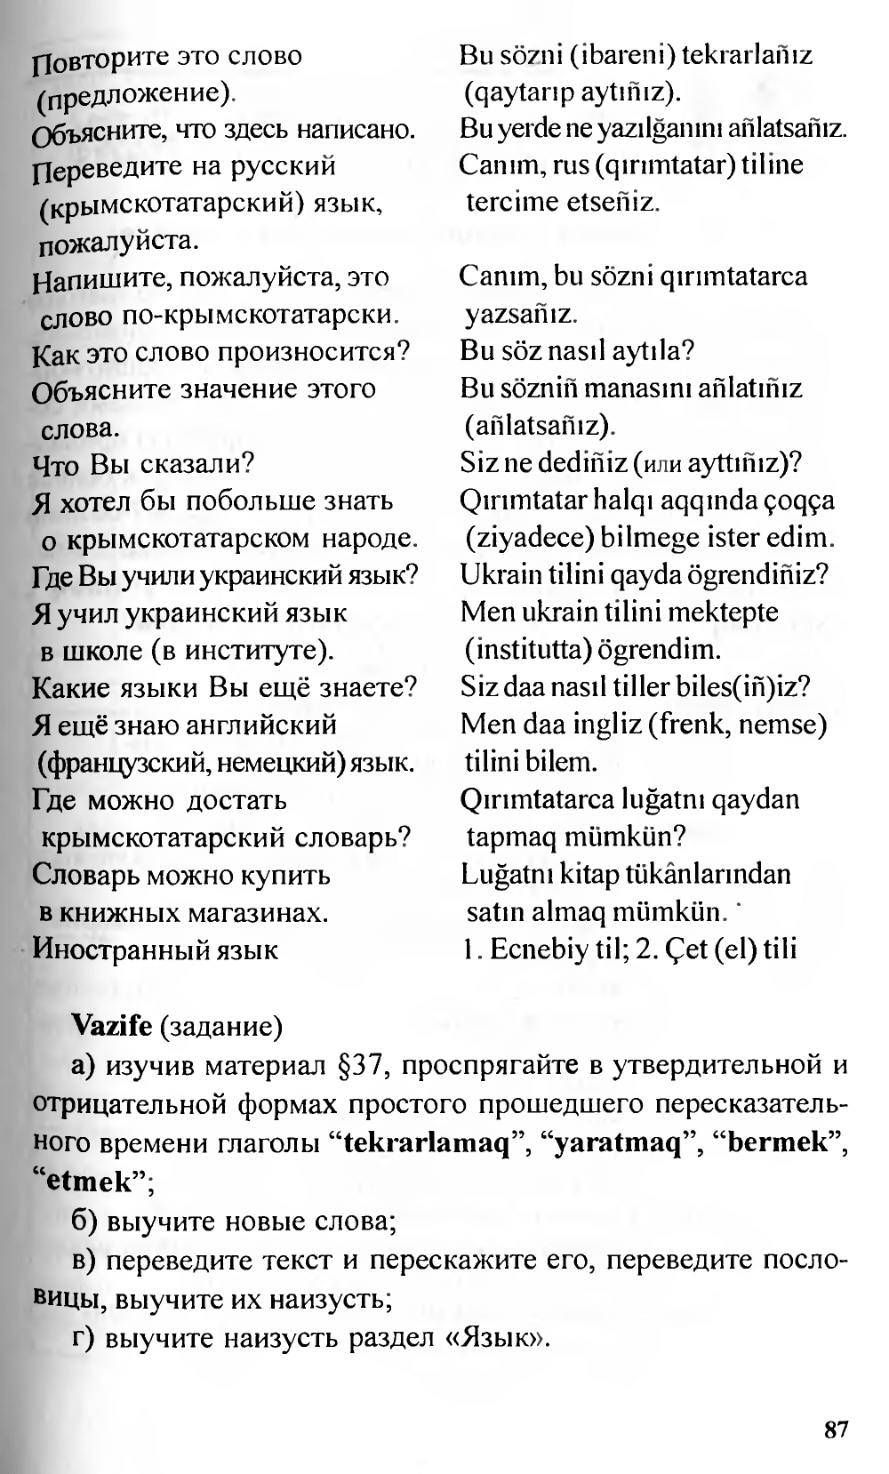 Повторите это слово
(предложение).
Объясните, что здесь написано.
Переведите на русский
(крымскотатарский) язык,
пожалуйста.
Напишите, пожалуйста, это
слово по-крымскотатарски.
Как это слово произносится?
Объясните значение этого
слова.
Что Вы сказали?
Я хотел бы побольше знать
о крымскотатарском народе.
Где Вы учили украинский язык?
Я учил украинский язык
в школе (в институте).
Какие языки Вы ещё знаете?
Я ещё знаю английский
(французский, немецкий) язык.
Где можно достать
крымскотатарский словарь?
Словарь можно купить
в книжных магазинах.
Иностранный язык
Bu sözni (ibareni) tekrarlañız
(qaytarıp aytıñız).
Bu yerde ne yazılğanını añlatsañız.
Canım, rus (qırımtatar) tiline
tercime etseñiz.
Canım, bu sözni qırımtatarca
yazsañız.
Bu söz nasıl aytıla?
Bu sözniñ manasını añlatıñız
(añlatsañız).
Siz ne dediñiz (или ayttıñız)?
Qırımtatar halqı aqqında çoqça
(ziyadece) bilmege ister edim.
Ukrain tilini qayda ögrendiñiz?
Men ukrain tilini mektepte
(institutta) ögrendim.
Siz daa nasıl tiller biles(iñ)iz?
Men daa ingliz (frenk, nemse)
tilini bilem.
Qırımtatarca luğatnı qaydan
tapmaq mümkün?
Luğatnı kitap tükânlarından
satın almaq mümkün.
1. Ecnebiy til; 2. Çet (el) tili
Vazife (задание)
а) изучив материал §37, проспрягайте в утвердительной и
отрицательной формах простого прошедшего пересказатель-
ного времени глаголы “tekrarlamaq”, “yaratmaq”, “bermek”,
“etmek”;
б) выучите новые слова;
в) переведите текст и перескажите его, переведите посло-
вицы, выучите их наизусть;
г) выучите наизусть раздел «Язык».
87